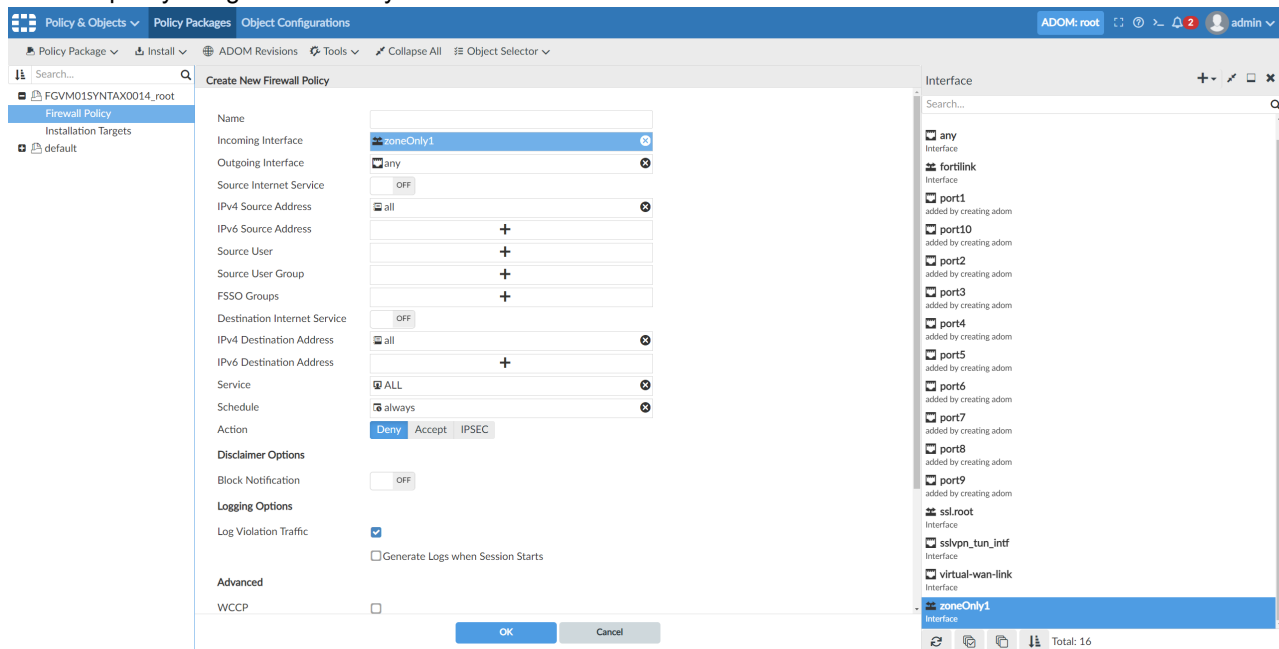 Policy & Objects
Policy Packages
Object Configurations
ADOM: root
2
admin
Policy Package
Install
ADOM Revisions
Tools
Collapse All
Object Selector
Search...
FGVM01SYNTAX0014_root
Firewall Policy
Installation Targets
default
Create New Firewall Policy
Name
Incoming Interface
zoneOnly1
Outgoing Interface
any
Source Internet Service
OFF
IPv4 Source Address
all
IPv6 Source Address
Source User
Source User Group
FSSO Groups
Destination Internet Service
OFF
IPv4 Destination Address
all
IPv6 Destination Address
Service
ALL
Schedule
always
Action
Deny
Accept
IPSEC
Disclaimer Options
Block Notification
OFF
Logging Options
Log Violation Traffic
Generate Logs when Session Starts
Advanced
WCCP
OK
Cancel
Interface
Search...
any
Interface
fortilink
Interface
port1
added by creating adom
port10
added by creating adom
port2
added by creating adom
port3
added by creating adom
port4
added by creating adom
port5
added by creating adom
port6
added by creating adom
port7
added by creating adom
port8
added by creating adom
port9
added by creating adom
ssl.root
Interface
sslvpn_tun_intf
Interface
virtual-wan-link
Interface
zoneOnly1
Interface
Total: 16